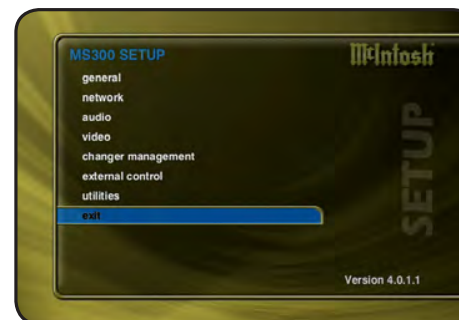 MS300 SETUP
McIntosh
general
network
audio
video
changer management
external control
utilities
exit
SETUP
Version 4.0.1.1